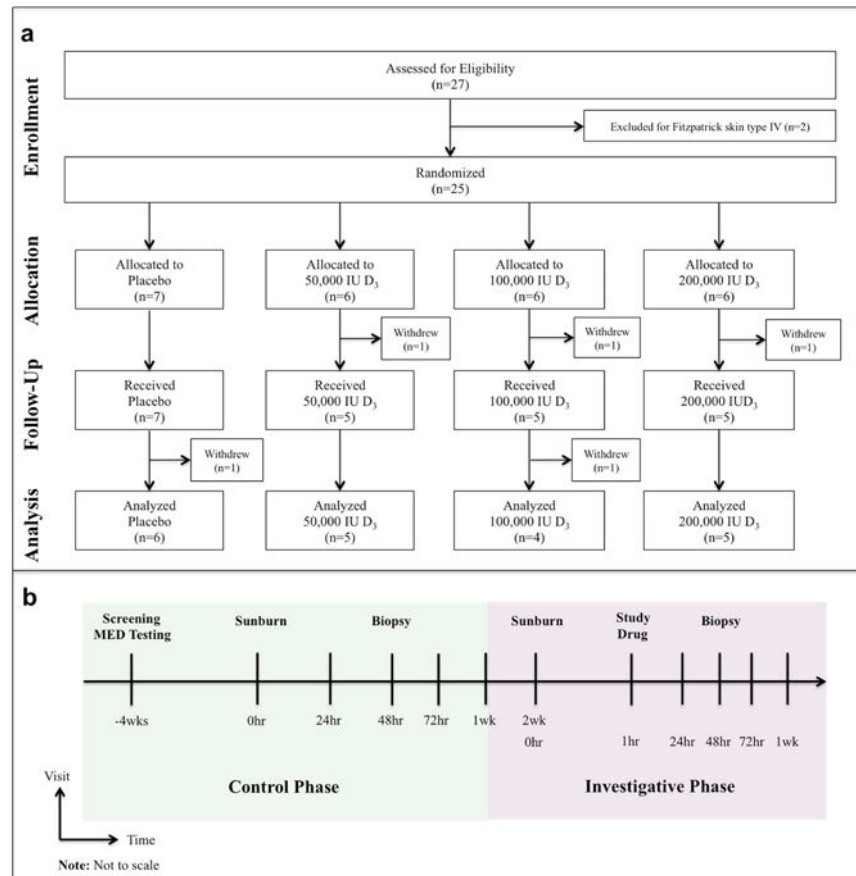 a
Enrollment
Assessed for Eligibility
(n=27)
Excluded for Fitzpatrick skin type IV (n=2)
Randomized
(n=25)
Allocation
Allocated to
Placebo
(n=7)
Allocated to
50,000 IU D₃
(n=6)
Allocated to
100,000 IU D₃
(n=6)
Allocated to
200,000 IU D₃
(n=6)
Withdrew
(n=1)
Withdrew
(n=1)
Withdrew
(n=1)
Follow-Up
Received
Placebo
(n=7)
Received
50,000 IU D₃
(n=5)
Received
100,000 IU D₃
(n=5)
Received
200,000 IUD₃
(n=5)
Withdrew
(n=1)
Withdrew
(n=1)
Analysis
Analyzed
Placebo
(n=6)
Analyzed
50,000 IU D₃
(n=5)
Analyzed
100,000 IU D₃
(n=4)
Analyzed
200,000 IU D₃
(n=5)
b
Screening
MED Testing
Sunburn
Biopsy
Sunburn
Study
Drug
Biopsy
-4wks
0hr
24hr
48hr
72hr
1wk
2wk
0hr
1hr
24hr
48hr
72hr
1wk
Control Phase
Investigative Phase
Visit
Time
Note: Not to scale